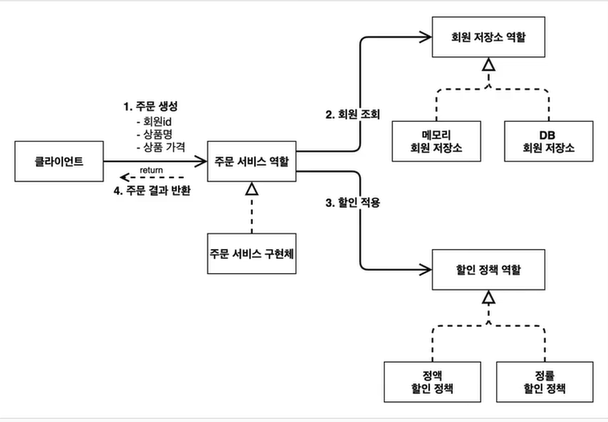 회원 저장소 역할
1. 주문 생성
- 회원id
- 상품명
- 상품 가격
2. 회원 조회
메모리
회원 저장소
DB
회원 저장소
클라이언트
return
4. 주문 결과 반환
주문 서비스 역할
3. 할인 적용
주문 서비스 구현체
할인 정책 역할
정액
할인 정책
정률
할인 정책